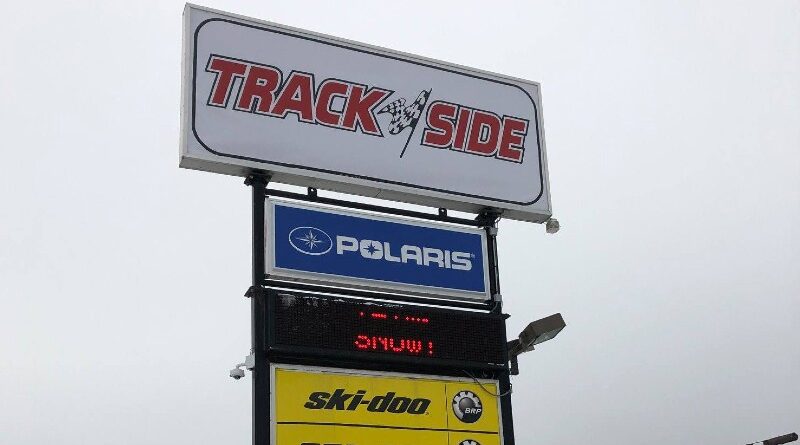 TRACK SIDE
POLARIS
SNOW!
ski-doo BRP